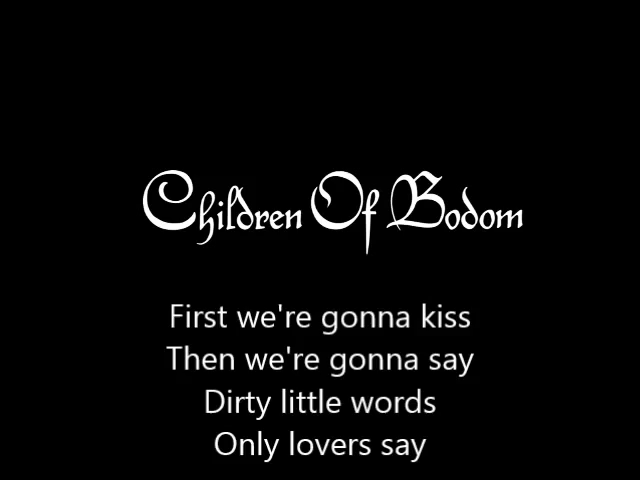 Children Of Bodom
First we're gonna kiss
Then we're gonna say
Dirty little words
Only lovers say